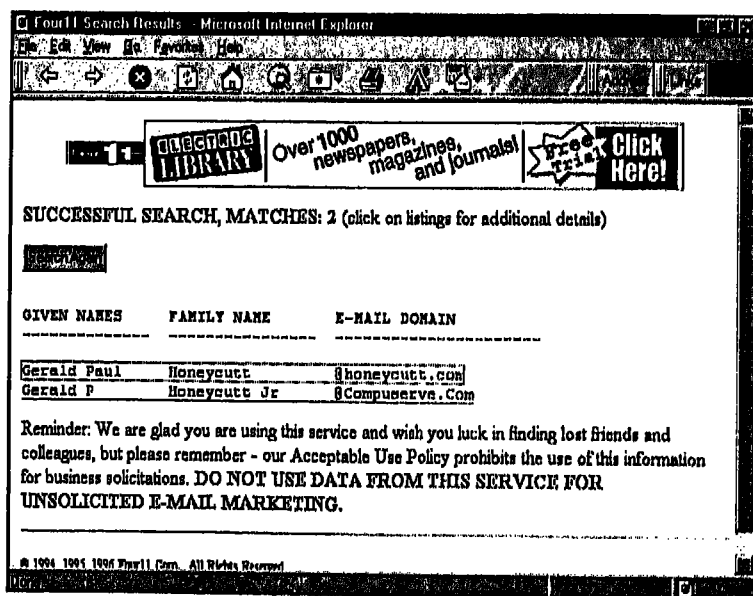 Four11 Search Results - Microsoft Internet Explorer
File Edit View Go Favorites Help
11
ELECTRIC LIBRARY
Over 1000 newspapers, magazines, and journals!
Free Trial
Click Here!
SUCCESSFUL SEARCH, MATCHES: 2 (click on listings for additional details)
Search Again
GIVEN NAMES FAMILY NAME E-MAIL DOMAIN
Gerald Paul Honeycutt @honeycutt.com
Gerald P Honeycutt Jr @Compuserve.Com
Reminder: We are glad you are using this service and wish you luck in finding lost friends and
colleagues, but please remember - our Acceptable Use Policy prohibits the use of this information
for business solicitations. DO NOT USE DATA FROM THIS SERVICE FOR
UNSOLICITED E-MAIL MARKETING.
© 1994, 1995, 1996 Four11 Corp. All Rights Reserved